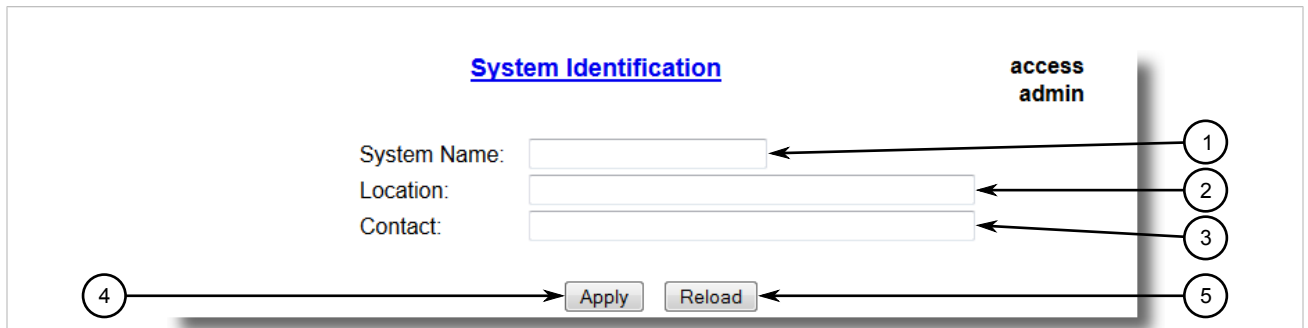 System Identification
access
admin
System Name:
1
Location:
2
Contact:
3
4
Apply
Reload
5